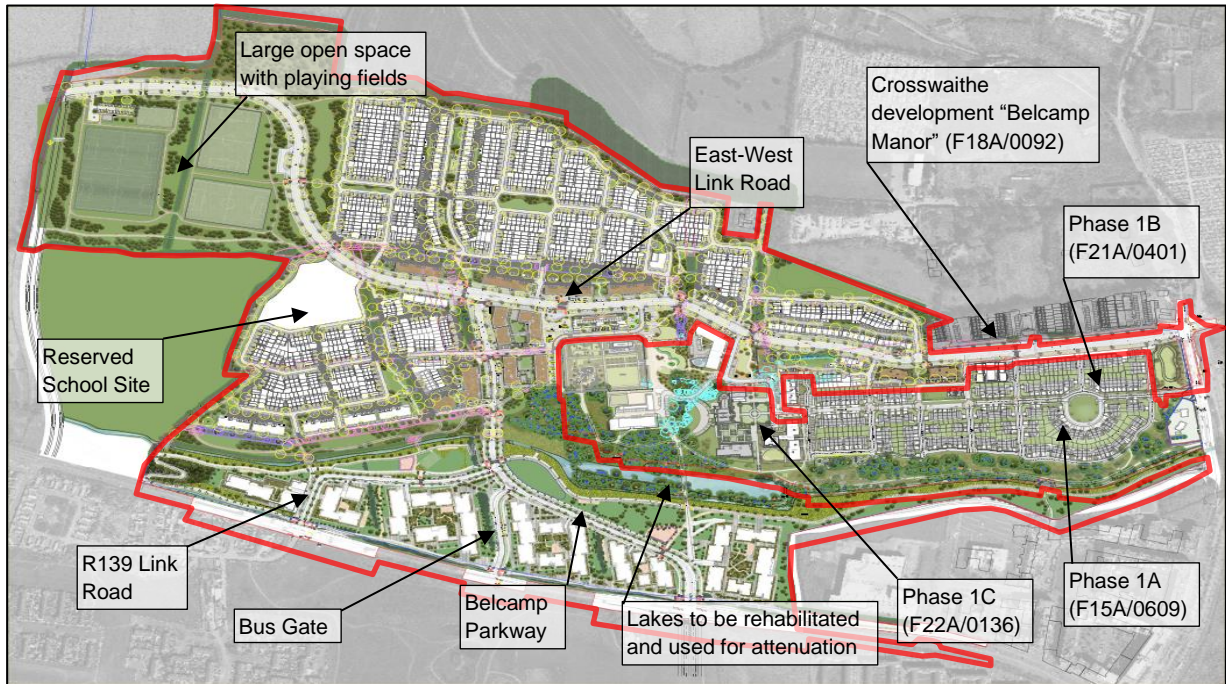 Large open space
with playing fields
Crosswaithe
development “Belcamp
Manor” (F18A/0092)
East-West
Link Road
Phase 1B
(F21A/0401)
Reserved
School Site
R139 Link
Road
Bus Gate
Belcamp
Parkway
Lakes to be rehabilitated
and used for attenuation
Phase 1C
(F22A/0136)
Phase 1A
(F15A/0609)